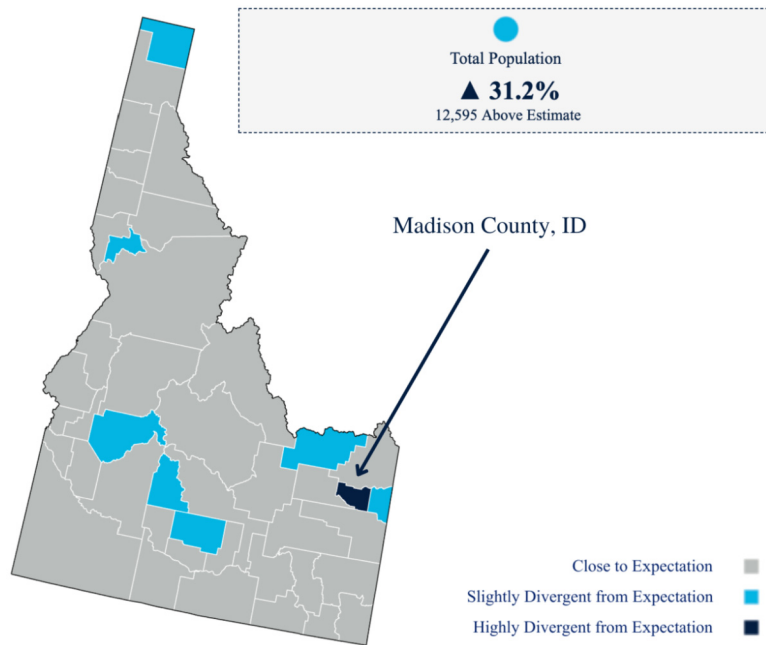 Total Population
▲ 31.2%
12,595 Above Estimate
Madison County, ID
Close to Expectation
Slightly Divergent from Expectation
Highly Divergent from Expectation